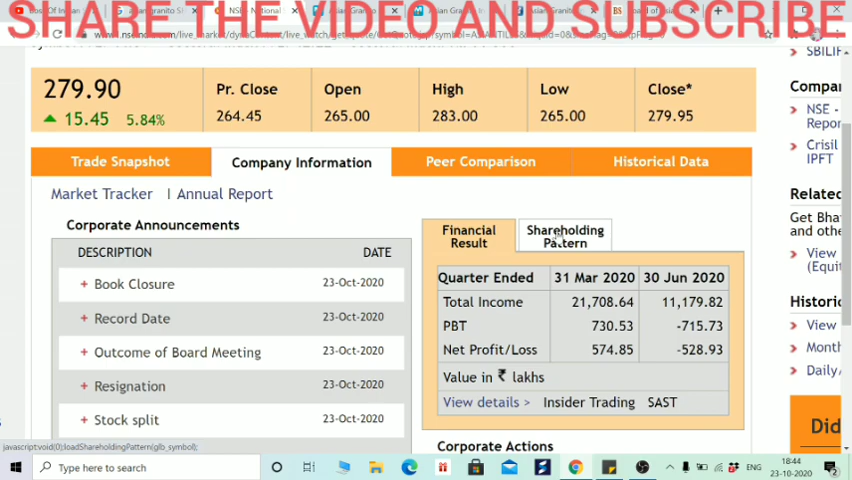 SHARE THE VIDEO AND SUBSCRIBE
279.90
15.45 5.84%
Pr. Close Open High Low Close*
264.45 265.00 283.00 265.00 279.95
Trade Snapshot Company Information Peer Comparison Historical Data
Market Tracker | Annual Report
Corporate Announcements
DESCRIPTION DATE
+ Book Closure 23-Oct-2020
+ Record Date 23-Oct-2020
+ Outcome of Board Meeting 23-Oct-2020
+ Resignation 23-Oct-2020
+ Stock split 23-Oct-2020
Financial Result
Shareholding Pattern
Quarter Ended 31 Mar 2020 30 Jun 2020
Total Income 21,708.64 11,179.82
PBT 730.53 -715.73
Net Profit/Loss 574.85 -528.93
Value in ₹ lakhs
View details > Insider Trading SAST
Corporate Actions
SBILIF
Compar
NSE -
Repor
Crisil
IPFT
Related
Get Bha
and othe
View
(Equit
Historic
View
Month
Daily/
Did
javascript:void(0);loadShareholdingPattern(glb_symbol);
Type here to search
ENG
18:44
23-10-2020